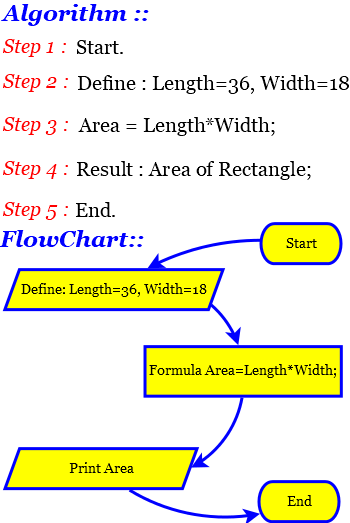 Algorithm ::
Step 1 : Start.
Step 2 : Define : Length=36, Width=18
Step 3 : Area = Length*Width;
Step 4 : Result : Area of Rectangle;
Step 5 : End.
FlowChart::
Start
Define: Length=36, Width=18
Formula Area=Length*Width;
Print Area
End